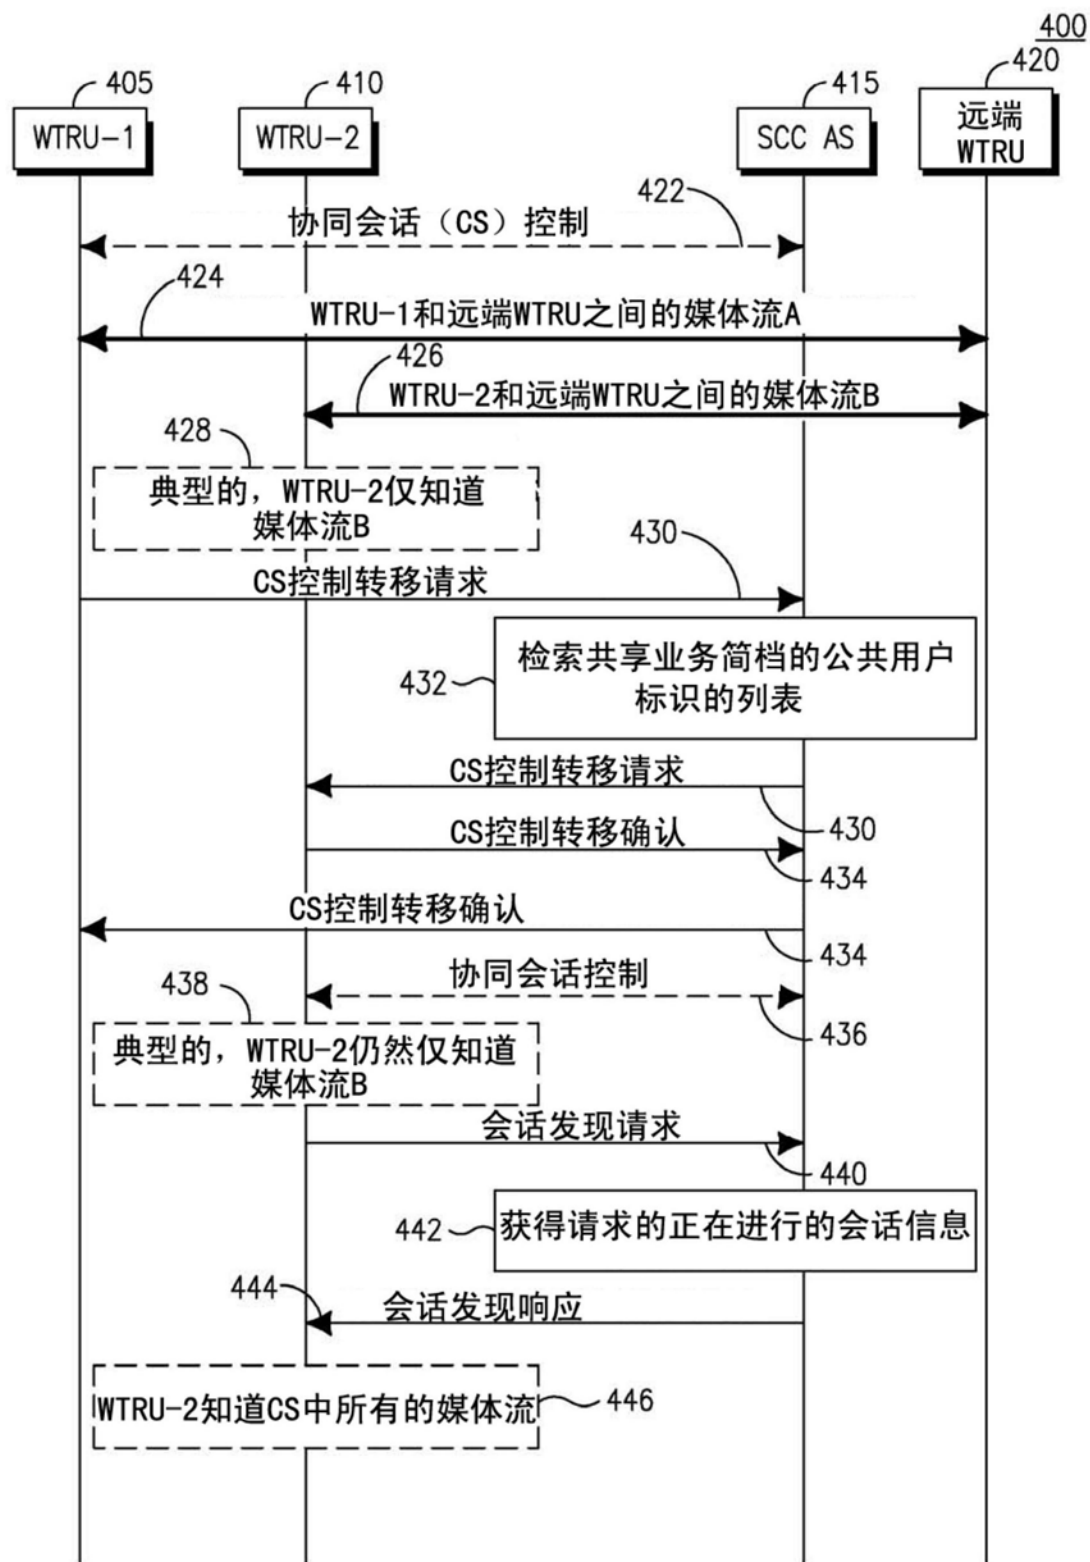 400
405
410
415
420
WTRU-1
WTRU-2
SCC AS
远端
WTRU
422
协同会话（CS）控制
424
WTRU-1和远端WTRU之间的媒体流A
426
WTRU-2和远端WTRU之间的媒体流B
428
典型的，WTRU-2仅知道
媒体流B
430
CS控制转移请求
432
检索共享业务简档的公共用户
标识的列表
CS控制转移请求
430
CS控制转移确认
434
CS控制转移确认
434
协同会话控制
436
438
典型的，WTRU-2仍然仅知道
媒体流B
会话发现请求
440
442
获得请求的正在进行的会话信息
444
会话发现响应
WTRU-2知道CS中所有的媒体流
446